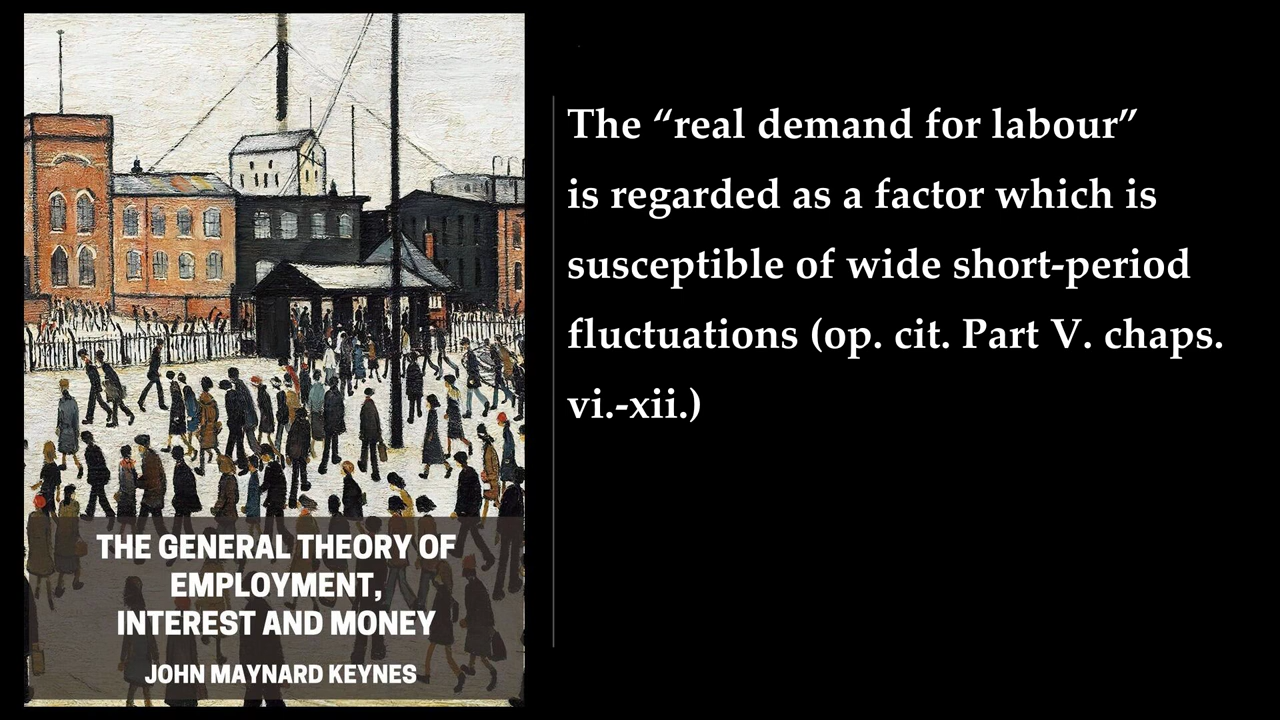 THE GENERAL THEORY OF
EMPLOYMENT,
INTEREST AND MONEY
JOHN MAYNARD KEYNES
The “real demand for labour”
is regarded as a factor which is
susceptible of wide short-period
fluctuations (op. cit. Part V. chaps.
vi.-xii.)